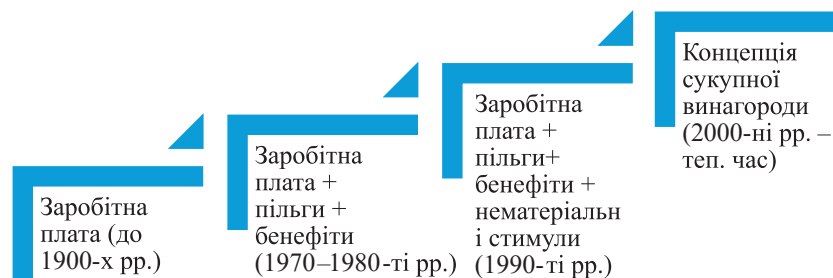 Заробітна
плата (до
1900-х рр.)
Заробітна
плата +
пільги +
бенефіти
(1970–1980-ті рр.)
Заробітна
плата +
пільги+
бенефіти +
нематеріальн
і стимули
(1990-ті рр.)
Концепція
сукупної
винагороди
(2000-ні рр. –
теп. час)